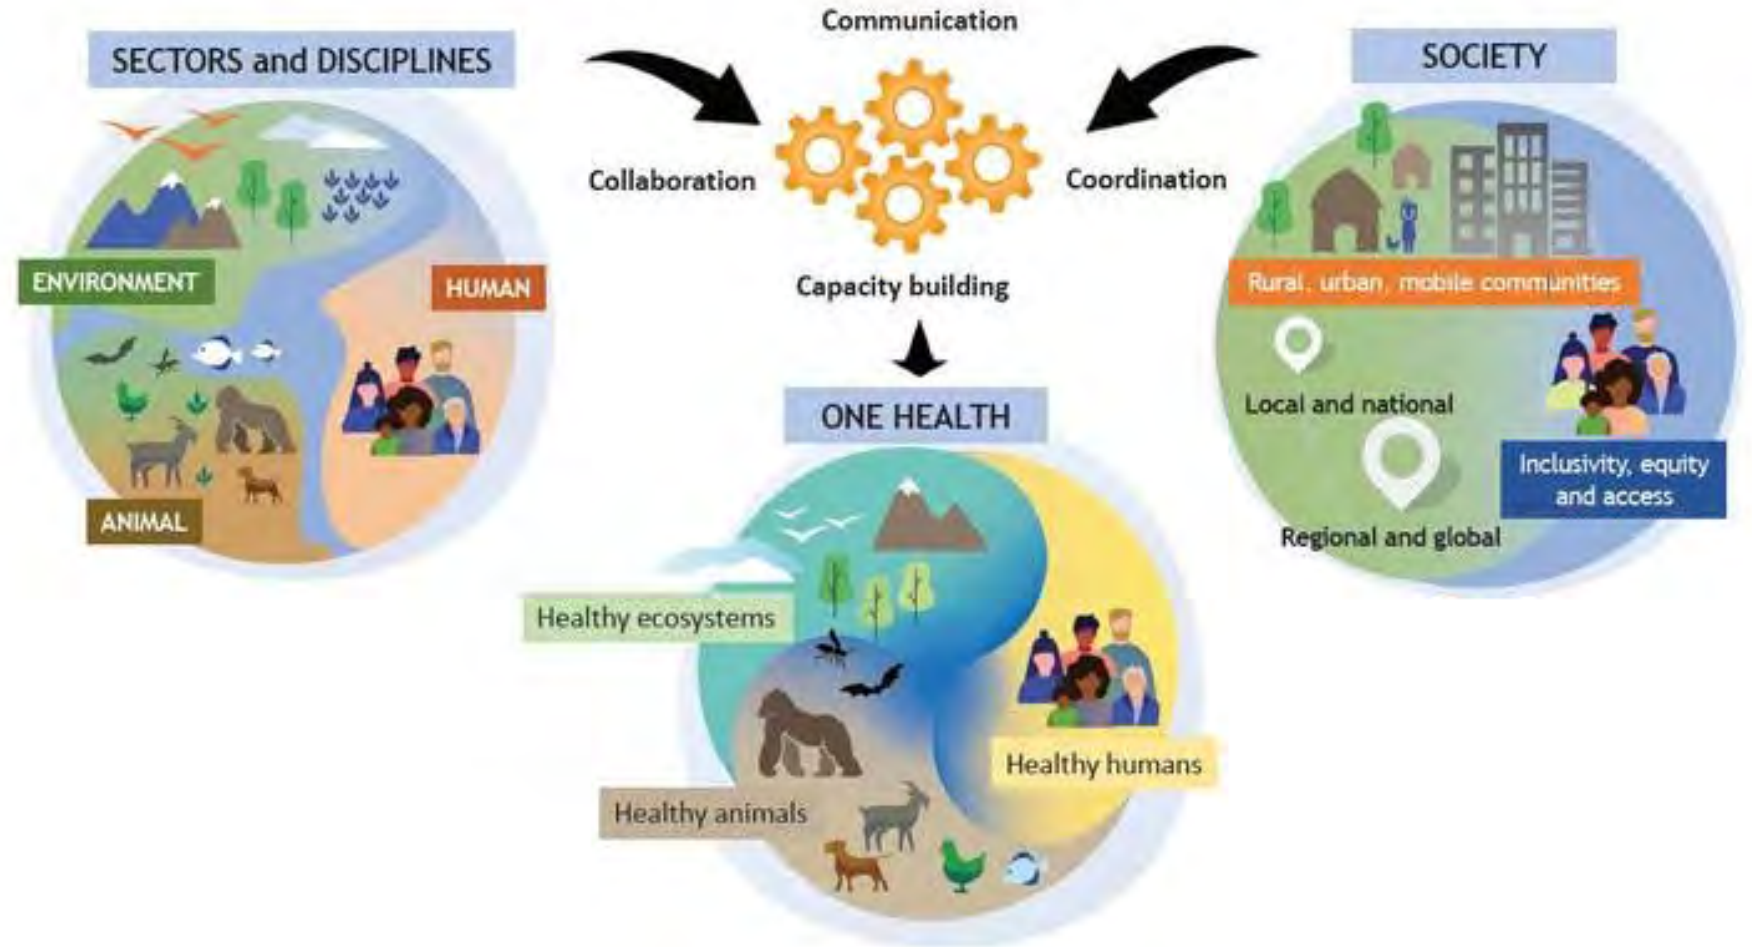 SECTORS and DISCIPLINES
ENVIRONMENT
HUMAN
ANIMAL
Communication
Collaboration
Coordination
Capacity building
SOCIETY
Rural, urban, mobile communities
Local and national
Inclusivity, equity
and access
Regional and global
ONE HEALTH
Healthy ecosystems
Healthy humans
Healthy animals